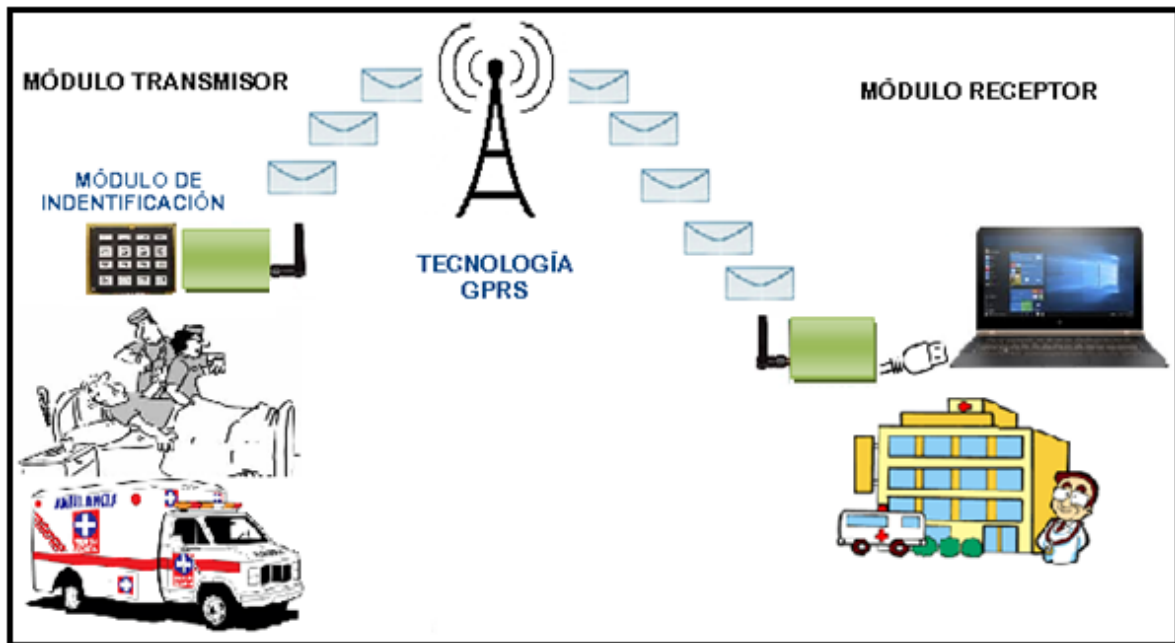 MÓDULO TRANSMISOR
MÓDULO RECEPTOR
MÓDULO DE
INDENTIFICACIÓN
TECNOLOGÍA
GPRS
AMBULANCIA